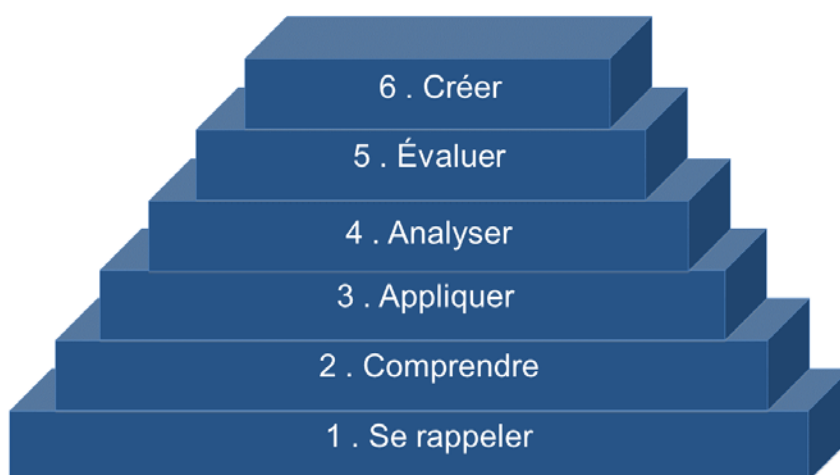 6 . Créer
5 . Évaluer
4 . Analyser
3 . Appliquer
2 . Comprendre
1 . Se rappeler